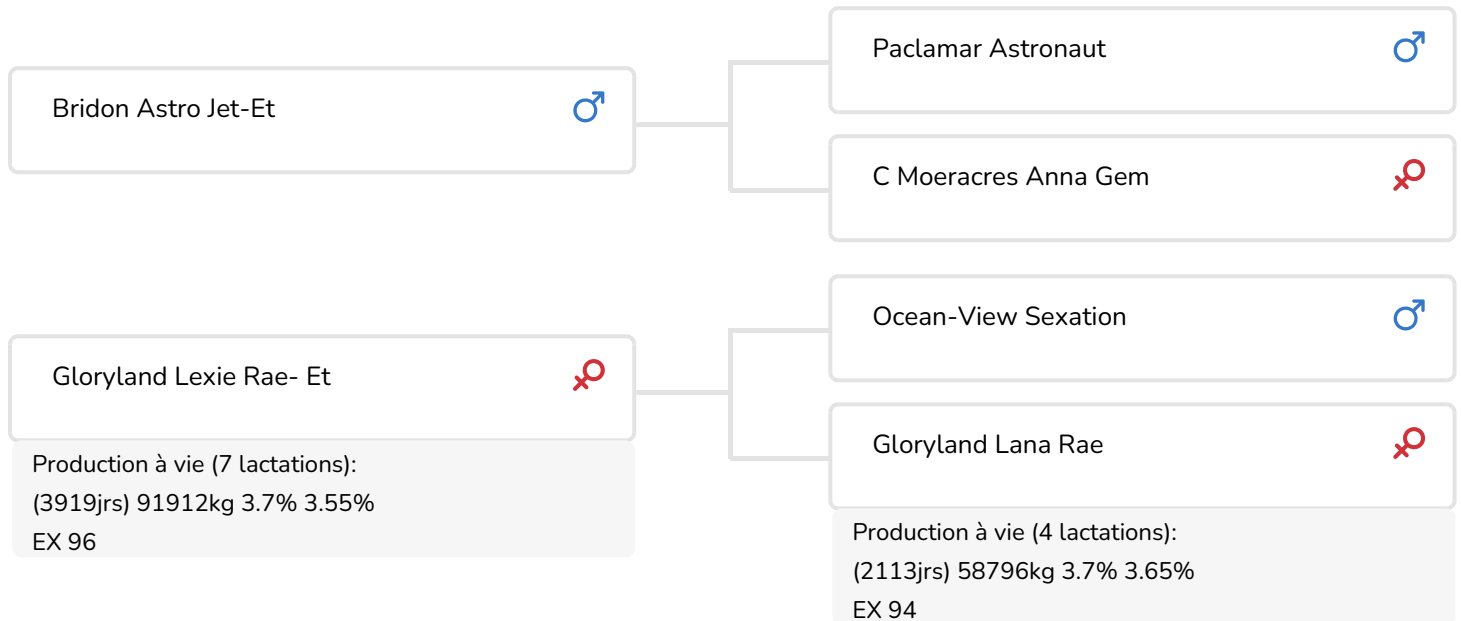 Bridon Astro Jet-Et
Paclamar Astronaut
C Moeracres Anna Gem
Gloryland Lexie Rae- Et
Production à vie (7 lactations):
(3919jrs) 91912kg 3.7% 3.55%
EX 96
Ocean-View Sexation
Gloryland Lana Rae
Production à vie (4 lactations):
(2113jrs) 58796kg 3.7% 3.65%
EX 94